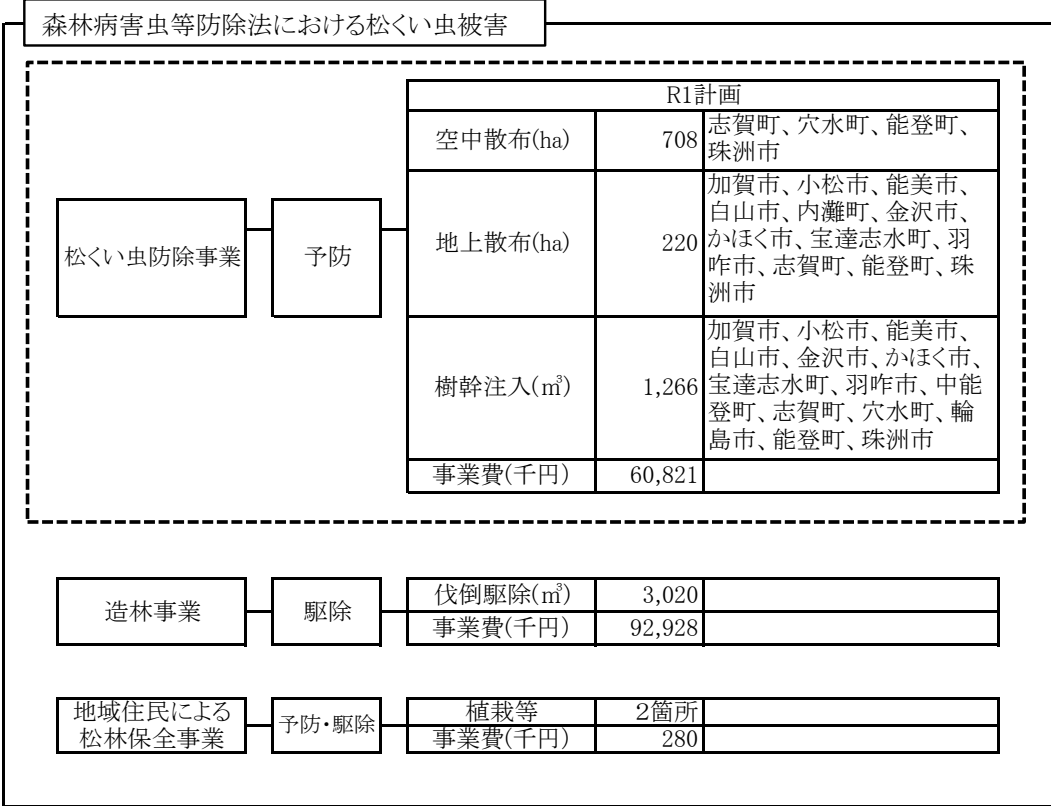 森林病害虫等防除法における松くい虫被害
R1計画
空中散布(ha)
708
志賀町、穴水町、能登町、
珠洲市
松くい虫防除事業
予防
地上散布(ha)
220
加賀市、小松市、能美市、
白山市、内灘町、金沢市、
かほく市、宝達志水町、羽
咋市、志賀町、能登町、珠
洲市
樹幹注入(㎥)
1,266
加賀市、小松市、能美市、
白山市、金沢市、かほく市、
宝達志水町、羽咋市、中能
登町、志賀町、穴水町、輪
島市、能登町、珠洲市
事業費(千円)
60,821
造林事業
駆除
伐倒駆除(㎥)
3,020
事業費(千円)
92,928
地域住民による
松林保全事業
予防・駆除
植栽等
2箇所
事業費(千円)
280